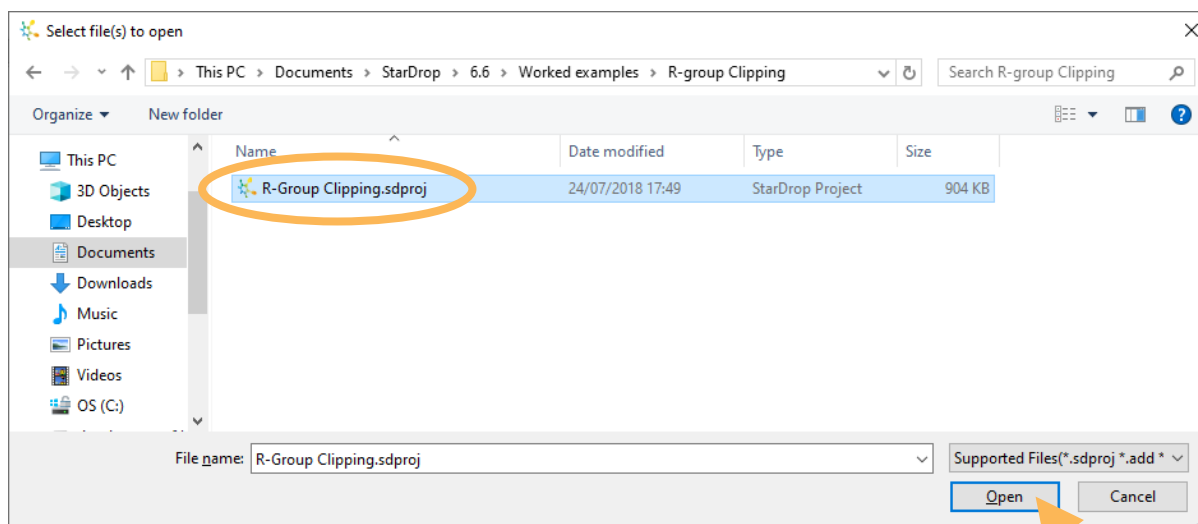 Select file(s) to open
This PC > Documents > StarDrop > 6.6 > Worked examples > R-group Clipping
Search R-group Clipping
Organize New folder
Name Date modified Type Size
This PC
R-Group Clipping.sdproj 24/07/2018 17:49 StarDrop Project 904 KB
3D Objects
Desktop
Documents
Downloads
Music
Pictures
Videos
OS (C:)
File name: R-Group Clipping.sdproj
Supported Files(*.sdproj *.add *
Open Cancel